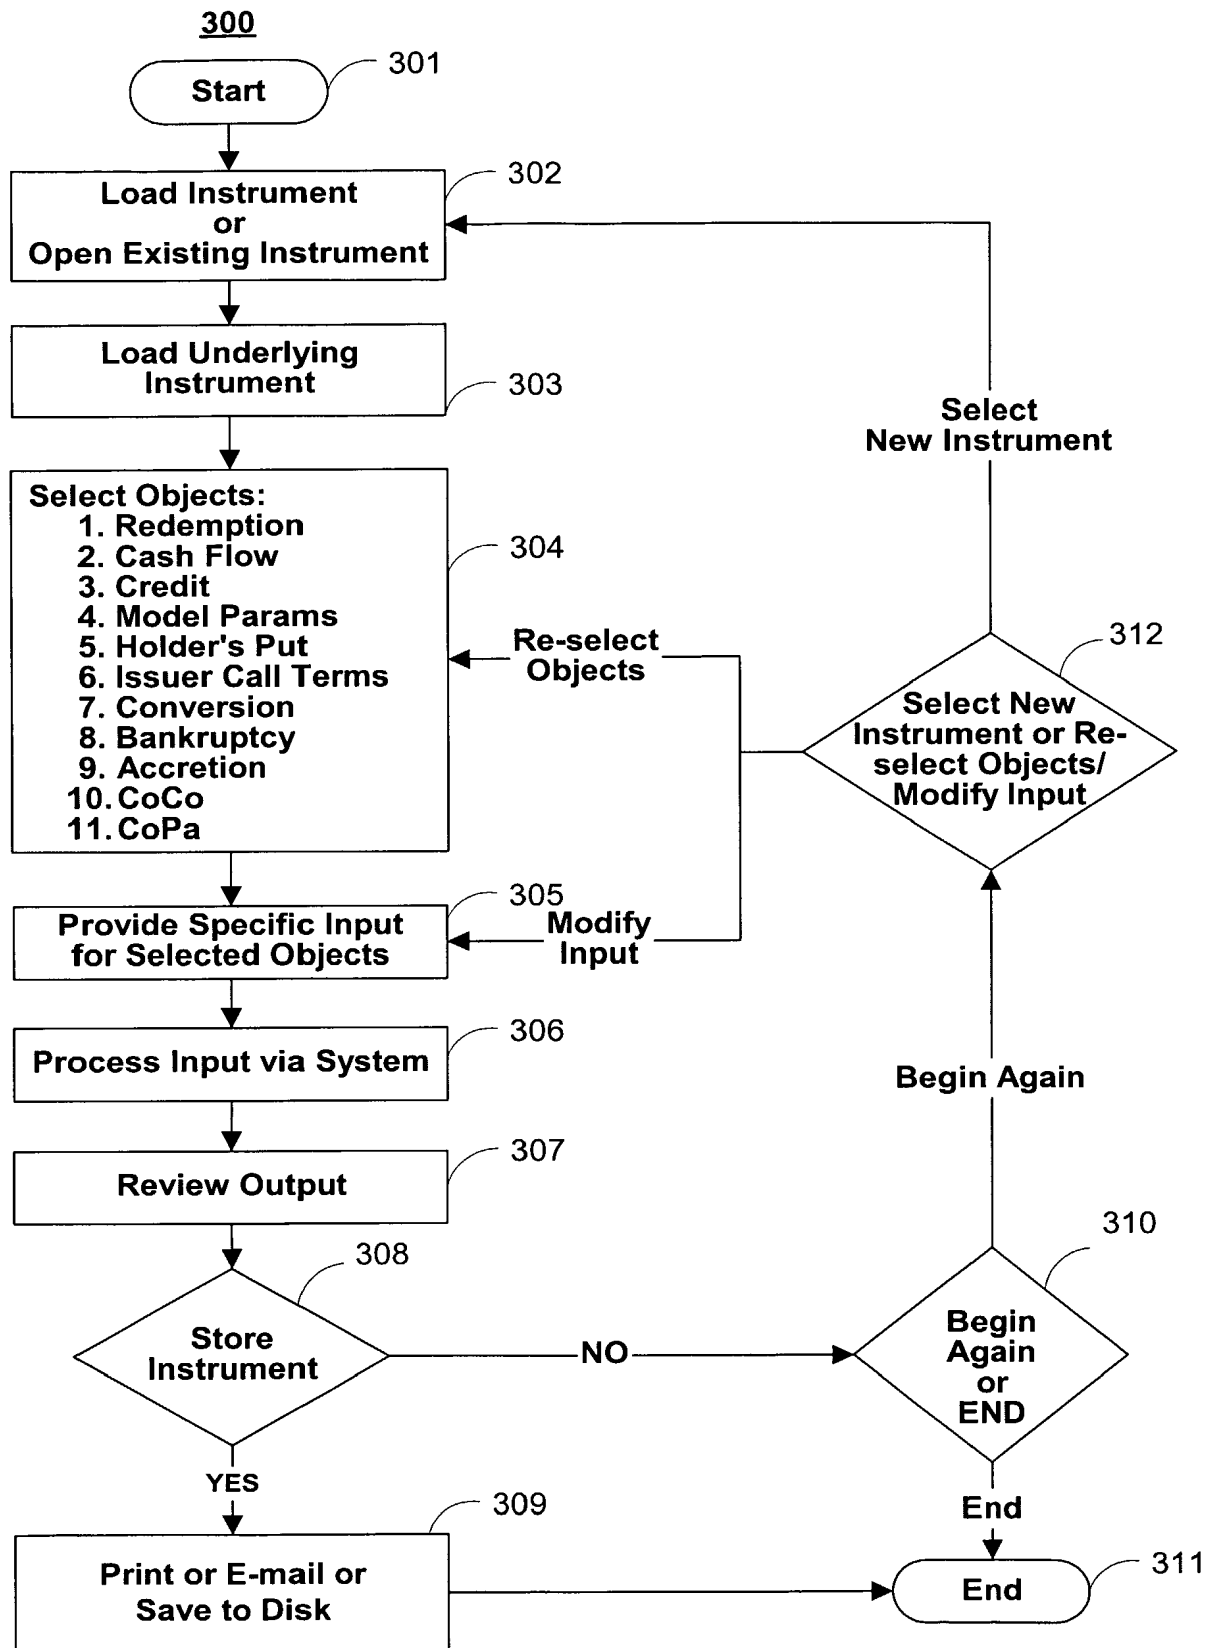 300
301
Start
302
Load Instrument
or
Open Existing Instrument
Load Underlying
Instrument
303
Select
New Instrument
Select Objects:
1. Redemption
2. Cash Flow
3. Credit
4. Model Params
5. Holder's Put
6. Issuer Call Terms
7. Conversion
8. Bankruptcy
9. Accretion
10. CoCo
11. CoPa
304
Re-select
Objects
312
Select New
Instrument or Re-
select Objects/
Modify Input
305
Provide Specific Input
for Selected Objects
Modify
Input
306
Process Input via System
Begin Again
307
Review Output
308
Store
Instrument
NO
310
Begin
Again
or
END
YES
End
309
Print or E-mail or
Save to Disk
311
End